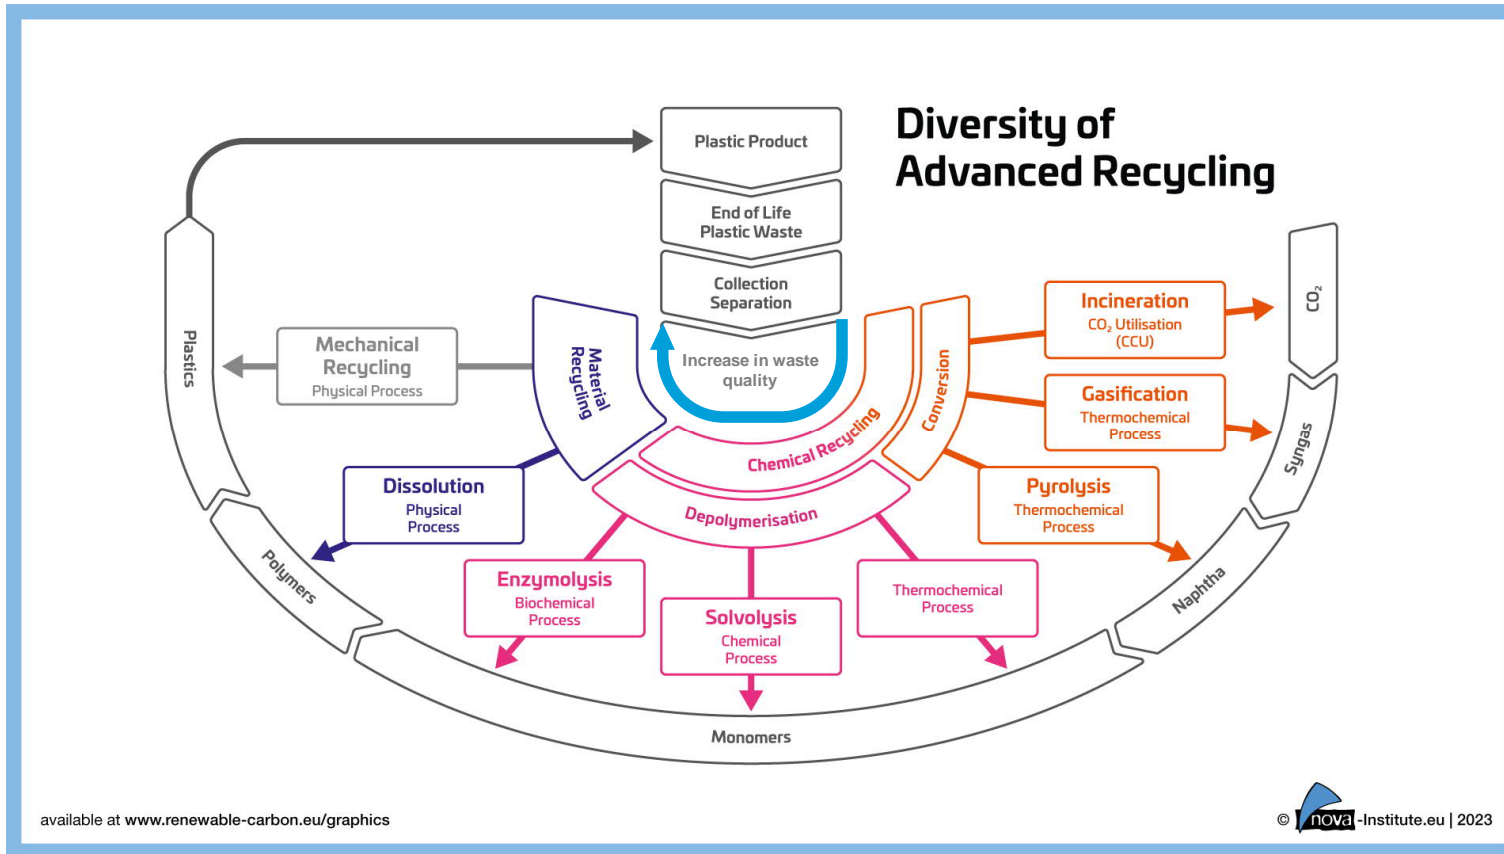 Diversity of
Advanced Recycling
Plastic Product
End of Life
Plastic Waste
Collection
Separation
Increase in waste
quality
Material
Recycling
Chemical Recycling
Conversion
Depolymerisation
Mechanical
Recycling
Physical Process
Dissolution
Physical
Process
Enzymolysis
Biochemical
Process
Solvolysis
Chemical
Process
Thermochemical
Process
Pyrolysis
Thermochemical
Process
Gasification
Thermochemical
Process
Incineration
CO₂ Utilisation
(CCU)
Plastics
Polymers
Monomers
Naphtha
Syngas
CO₂
available at www.renewable-carbon.eu/graphics
© nova-Institute.eu | 2023